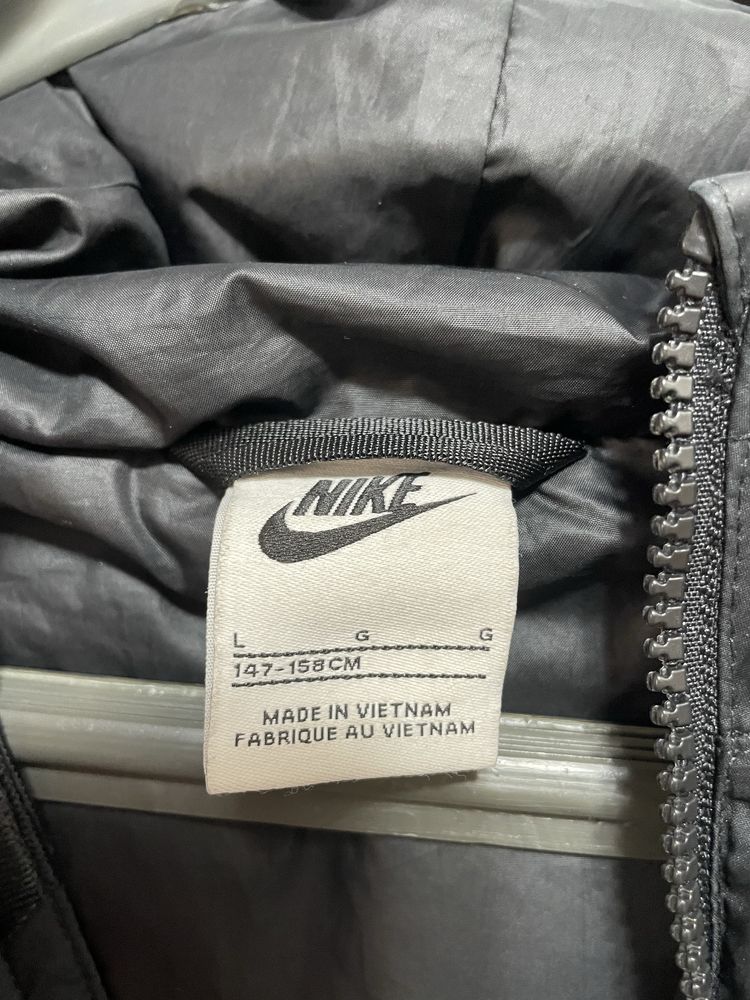 NIKE
L G G
147-158CM
MADE IN VIETNAM
FABRIQUE AU VIETNAM